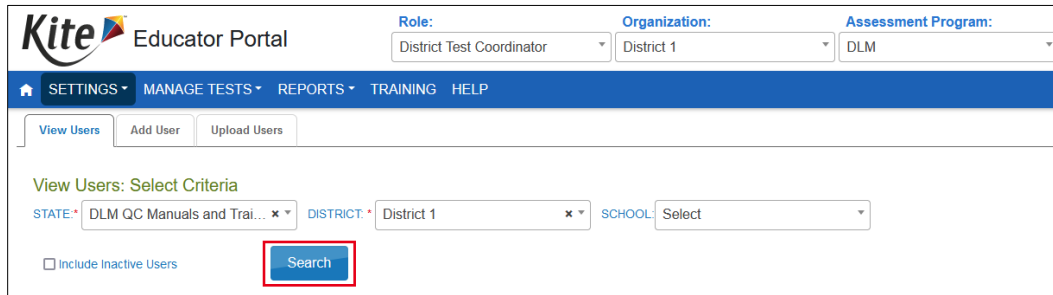 Kite Educator Portal
Role: Organization: Assessment Program:
District Test Coordinator District 1 DLM
SETTINGS MANAGE TESTS REPORTS TRAINING HELP
View Users Add User Upload Users
View Users: Select Criteria
STATE:* DLM QC Manuals and Trai... × DISTRICT: * District 1 × SCHOOL: Select
Include Inactive Users Search